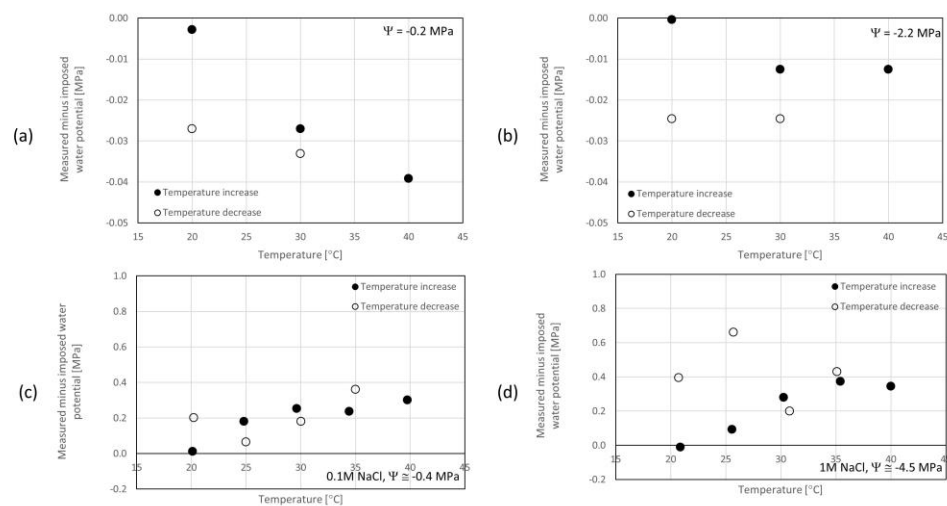 (a)
Measured minus imposed
water potential [MPa]
0.00
-0.01
-0.02
-0.03
-0.04
-0.05
Ψ = -0.2 MPa
Temperature increase
Temperature decrease
15 20 25 30 35 40 45
Temperature [°C]
(b)
Measured minus imposed
water potential [MPa]
0.00
-0.01
-0.02
-0.03
-0.04
-0.05
Ψ = -2.2 MPa
Temperature increase
Temperature decrease
15 20 25 30 35 40 45
Temperature [°C]
(c)
Measured minus imposed water
potential [MPa]
1.0
0.8
0.6
0.4
0.2
0.0
-0.2
Temperature increase
Temperature decrease
15 20 25 30 35 40 45
0.1M NaCl, Ψ ≅ -0.4 MPa
Temperature [°C]
(d)
Measured minus imposed
water potential [MPa]
1.0
0.8
0.6
0.4
0.2
0.0
-0.2
Temperature increase
Temperature decrease
15 20 25 30 35 40 45
1M NaCl, Ψ ≅ -4.5 MPa
Temperature [°C]